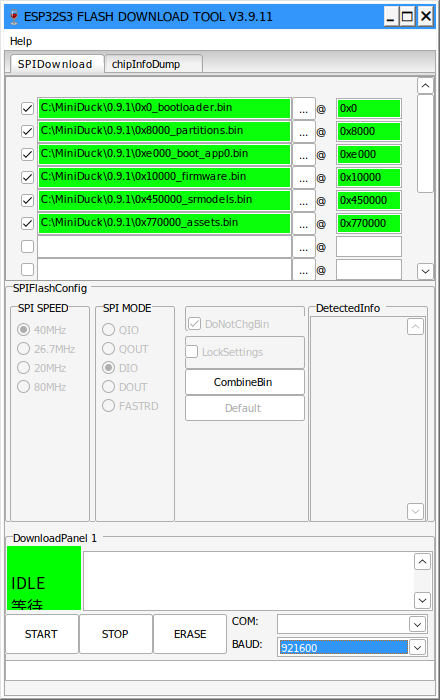 ESP32S3 FLASH DOWNLOAD TOOL V3.9.11
Help
SPIDownload chipInfoDump
C:\MiniDuck\0.9.1\0x0_bootloader.bin ... @ 0x0
C:\MiniDuck\0.9.1\0x8000_partitions.bin ... @ 0x8000
C:\MiniDuck\0.9.1\0xe000_boot_app0.bin ... @ 0xe000
C:\MiniDuck\0.9.1\0x10000_firmware.bin ... @ 0x10000
C:\MiniDuck\0.9.1\0x450000_srmodels.bin ... @ 0x450000
C:\MiniDuck\0.9.1\0x770000_assets.bin ... @ 0x770000
... @
... @
SPIFlashConfig
SPI SPEED
40MHz
26.7MHz
20MHz
80MHz
SPI MODE
QIO
QOUT
DIO
DOUT
FASTRD
DoNotChgBin
LockSettings
CombineBin
Default
DetectedInfo
DownloadPanel 1
IDLE
等待
START STOP ERASE
COM:
BAUD: 921600